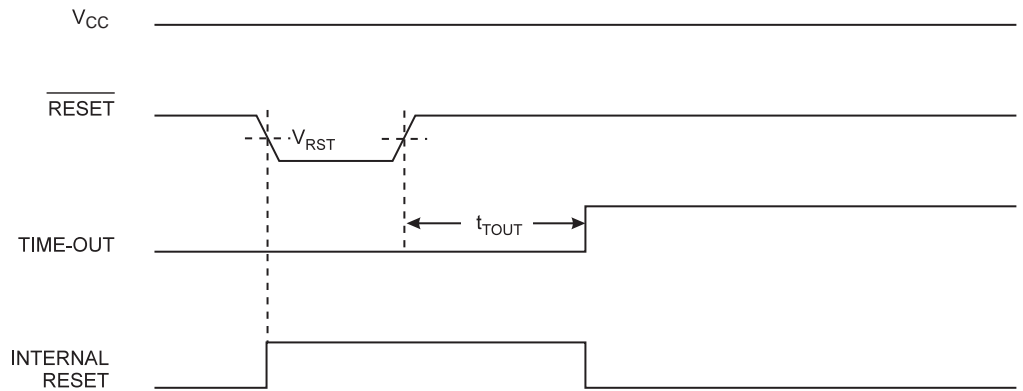 VCC
RESET
VRST
tTOUT
TIME-OUT
INTERNAL
RESET